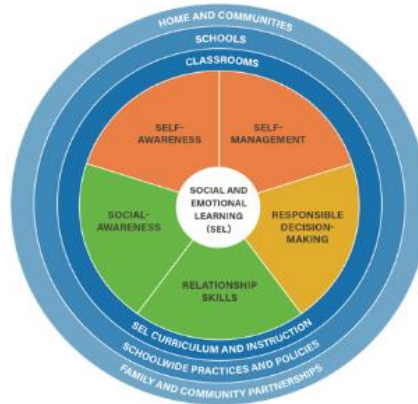 HOME AND COMMUNITIES
SCHOOLS
CLASSROOMS
SELF-
AWARENESS
SELF-
MANAGEMENT
SOCIAL AND
EMOTIONAL
LEARNING
(SEL)
SOCIAL-
AWARENESS
RESPONSIBLE
DECISION-
MAKING
RELATIONSHIP
SKILLS
SEL CURRICULUM AND INSTRUCTION
SCHOOLWIDE PRACTICES AND POLICIES
FAMILY AND COMMUNITY PARTNERSHIPS